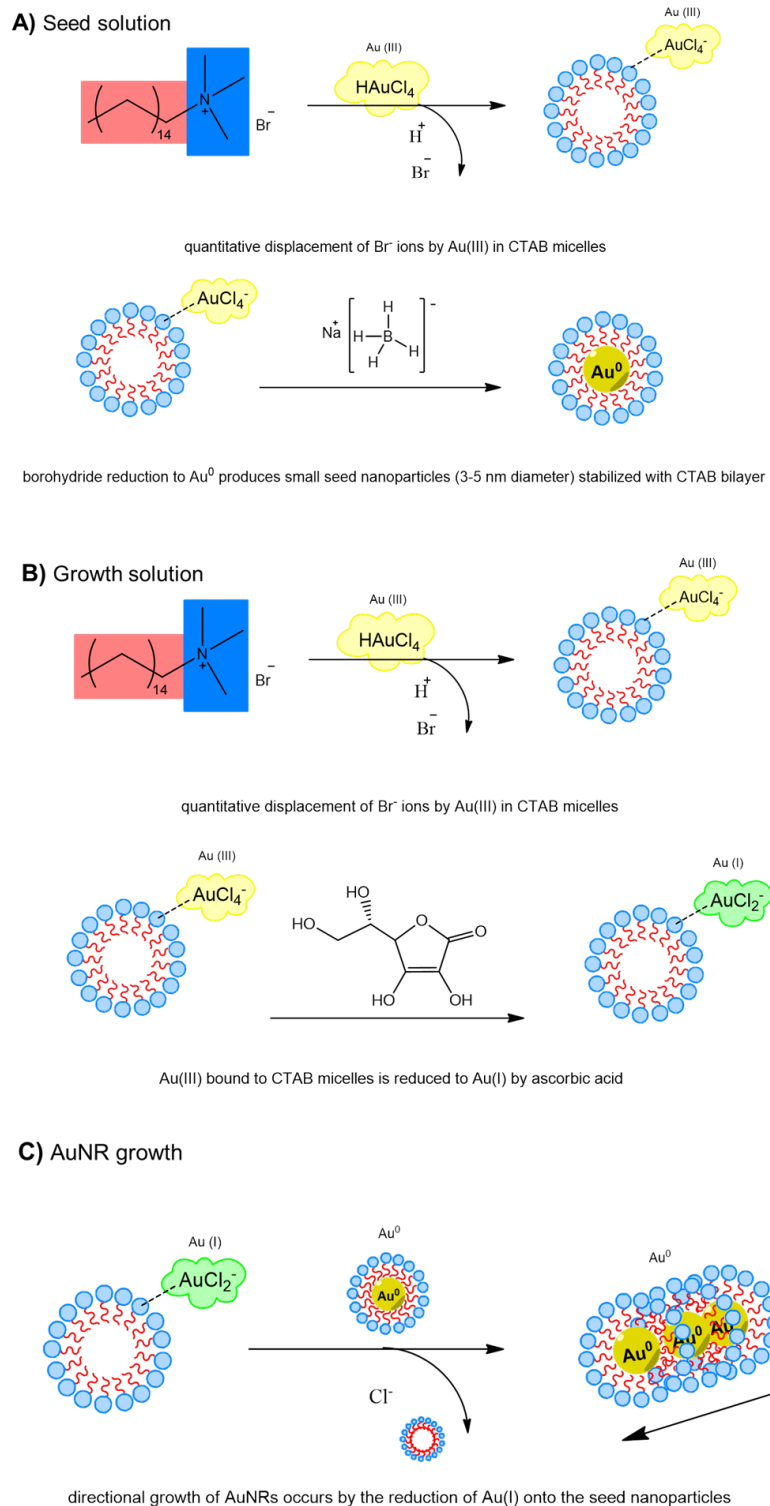 A) Seed solution
Au (III)
HAuCl4
Au (III)
AuCl4-
N
+
14
Br-
H+
Br-
quantitative displacement of Br- ions by Au(III) in CTAB micelles
AuCl4-
Na+
H
H
B
H
H
-
Au0
borohydride reduction to Au0 produces small seed nanoparticles (3-5 nm diameter) stabilized with CTAB bilayer
B) Growth solution
Au (III)
HAuCl4
Au (III)
AuCl4-
N
+
14
Br-
H+
Br-
quantitative displacement of Br- ions by Au(III) in CTAB micelles
Au (III)
AuCl4-
HO
HO
O
O
HO
OH
Au (I)
AuCl2-
Au(III) bound to CTAB micelles is reduced to Au(I) by ascorbic acid
C) AuNR growth
Au (I)
AuCl2-
Au0
Au0
Cl-
Au0
Au0
Au0
Au
directional growth of AuNRs occurs by the reduction of Au(I) onto the seed nanoparticles